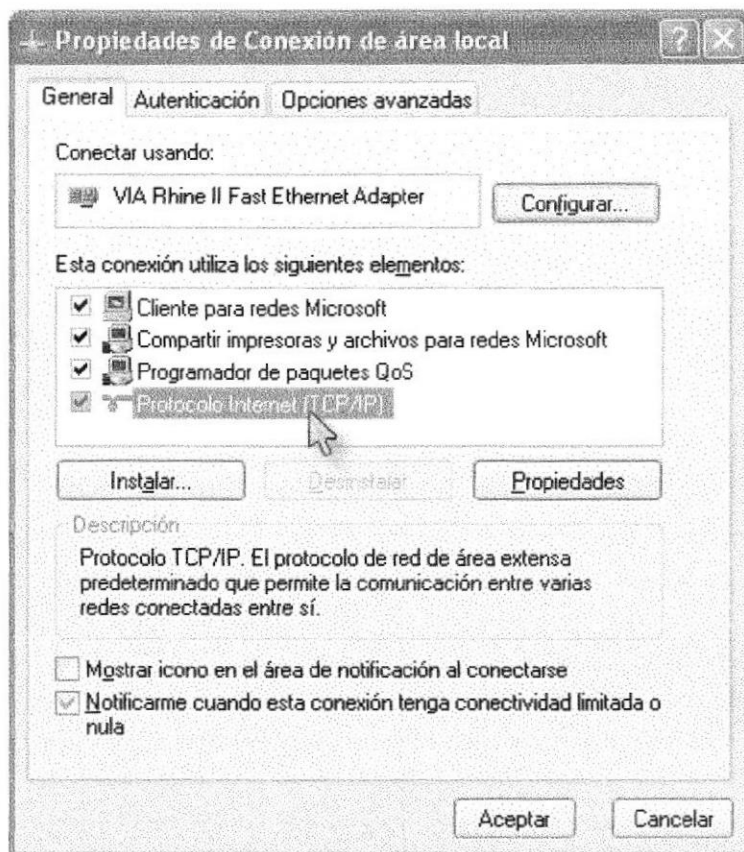 Propiedades de Conexión de área local
General Autenticación Opciones avanzadas
Conectar usando:
VIA Rhine II Fast Ethernet Adapter
Configurar...
Esta conexión utiliza los siguientes elementos:
Cliente para redes Microsoft
Compartir impresoras y archivos para redes Microsoft
Programador de paquetes QoS
Protocolo Internet (TCP/IP)
Instalar... Desinstalar Propiedades
Descripción
Protocolo TCP/IP. El protocolo de red de área extensa
predeterminado que permite la comunicación entre varias
redes conectadas entre sí.
Mostrar icono en el área de notificación al conectarse
Notificarme cuando esta conexión tenga conectividad limitada o
nula
Aceptar Cancelar